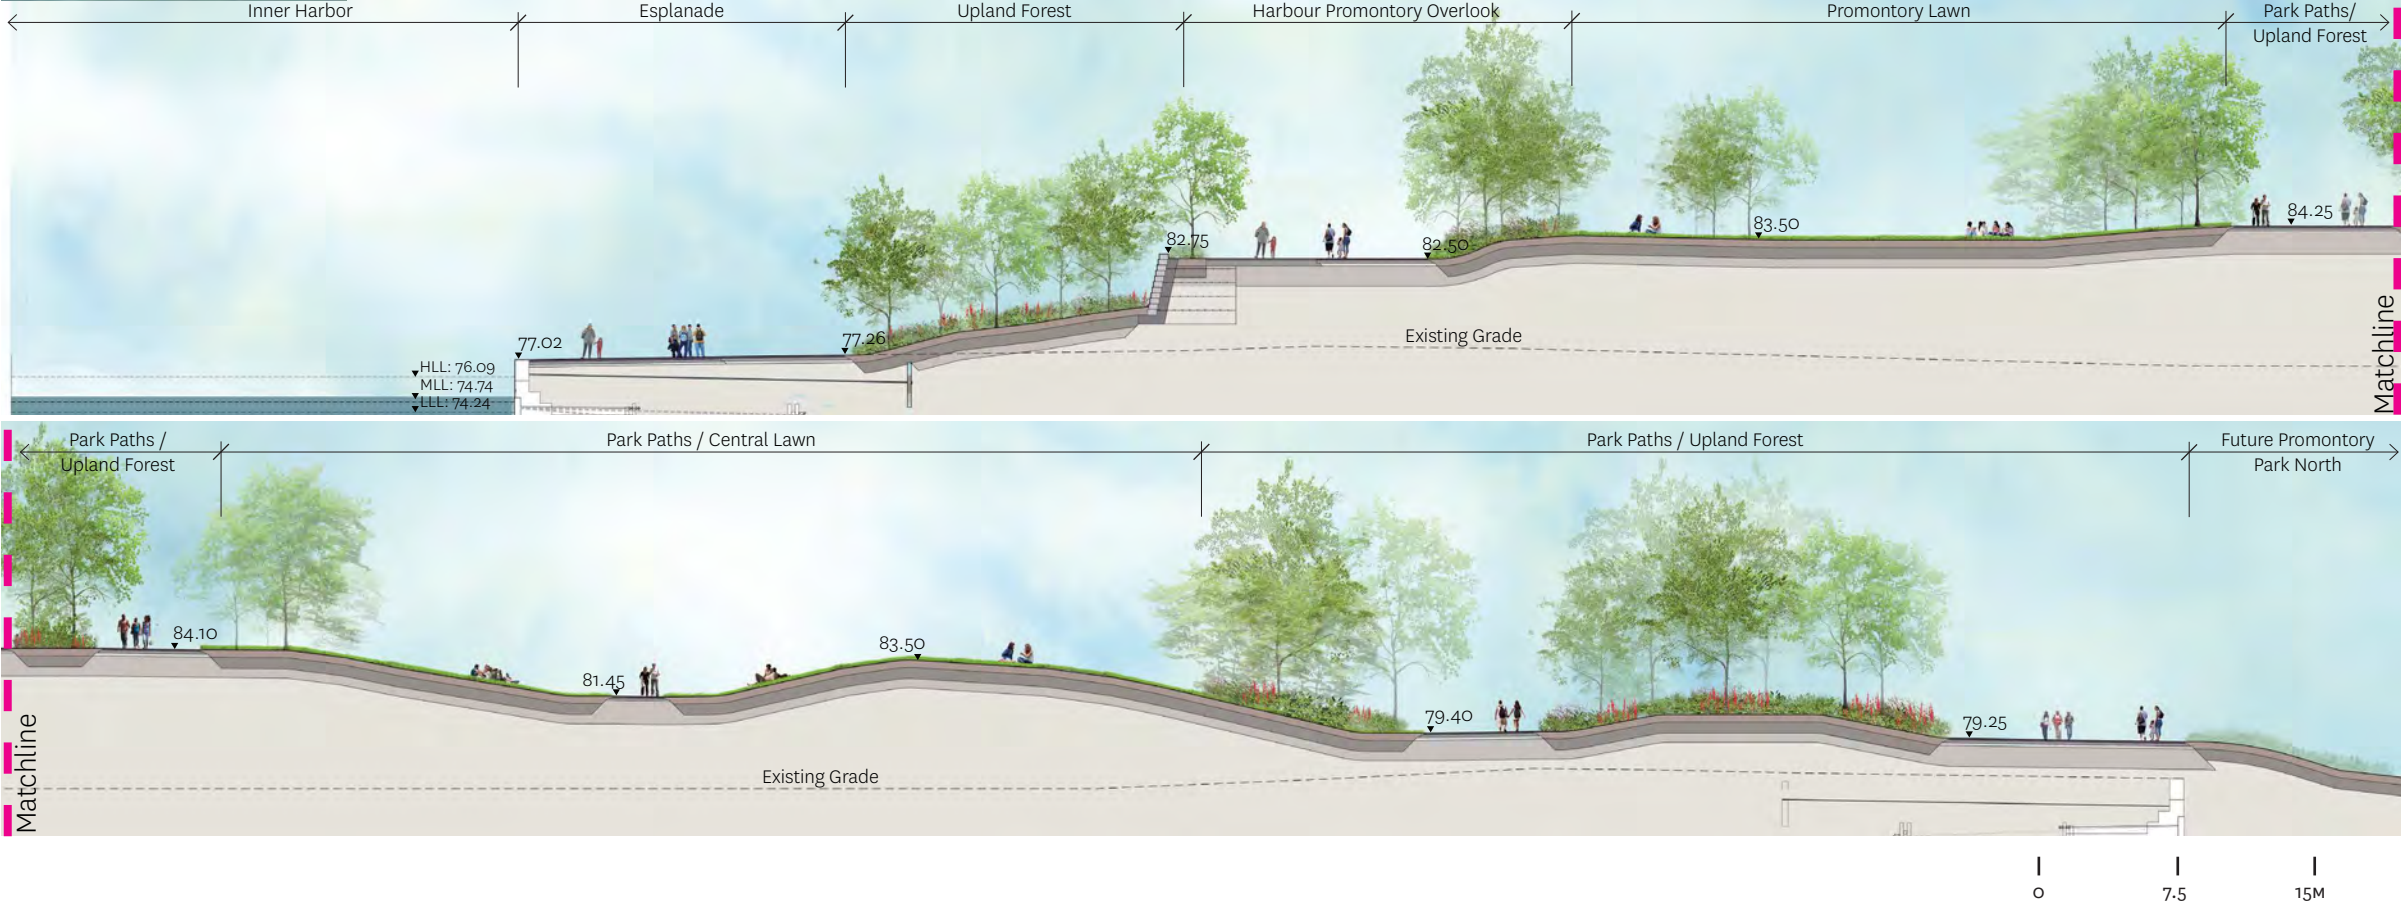 Inner Harbor
Esplanade
Upland Forest
Harbour Promontory Overlook
Promontory Lawn
Park Paths/
Upland Forest
84.25
83.50
82.75
82.50
77.26
77.02
HLL: 76.09
MLL: 74.74
LLL: 74.24
Existing Grade
Matchline
Park Paths /
Upland Forest
Park Paths / Central Lawn
Park Paths / Upland Forest
Future Promontory
Park North
84.10
83.50
81.45
79.40
79.25
Existing Grade
Matchline
0
7.5
15M